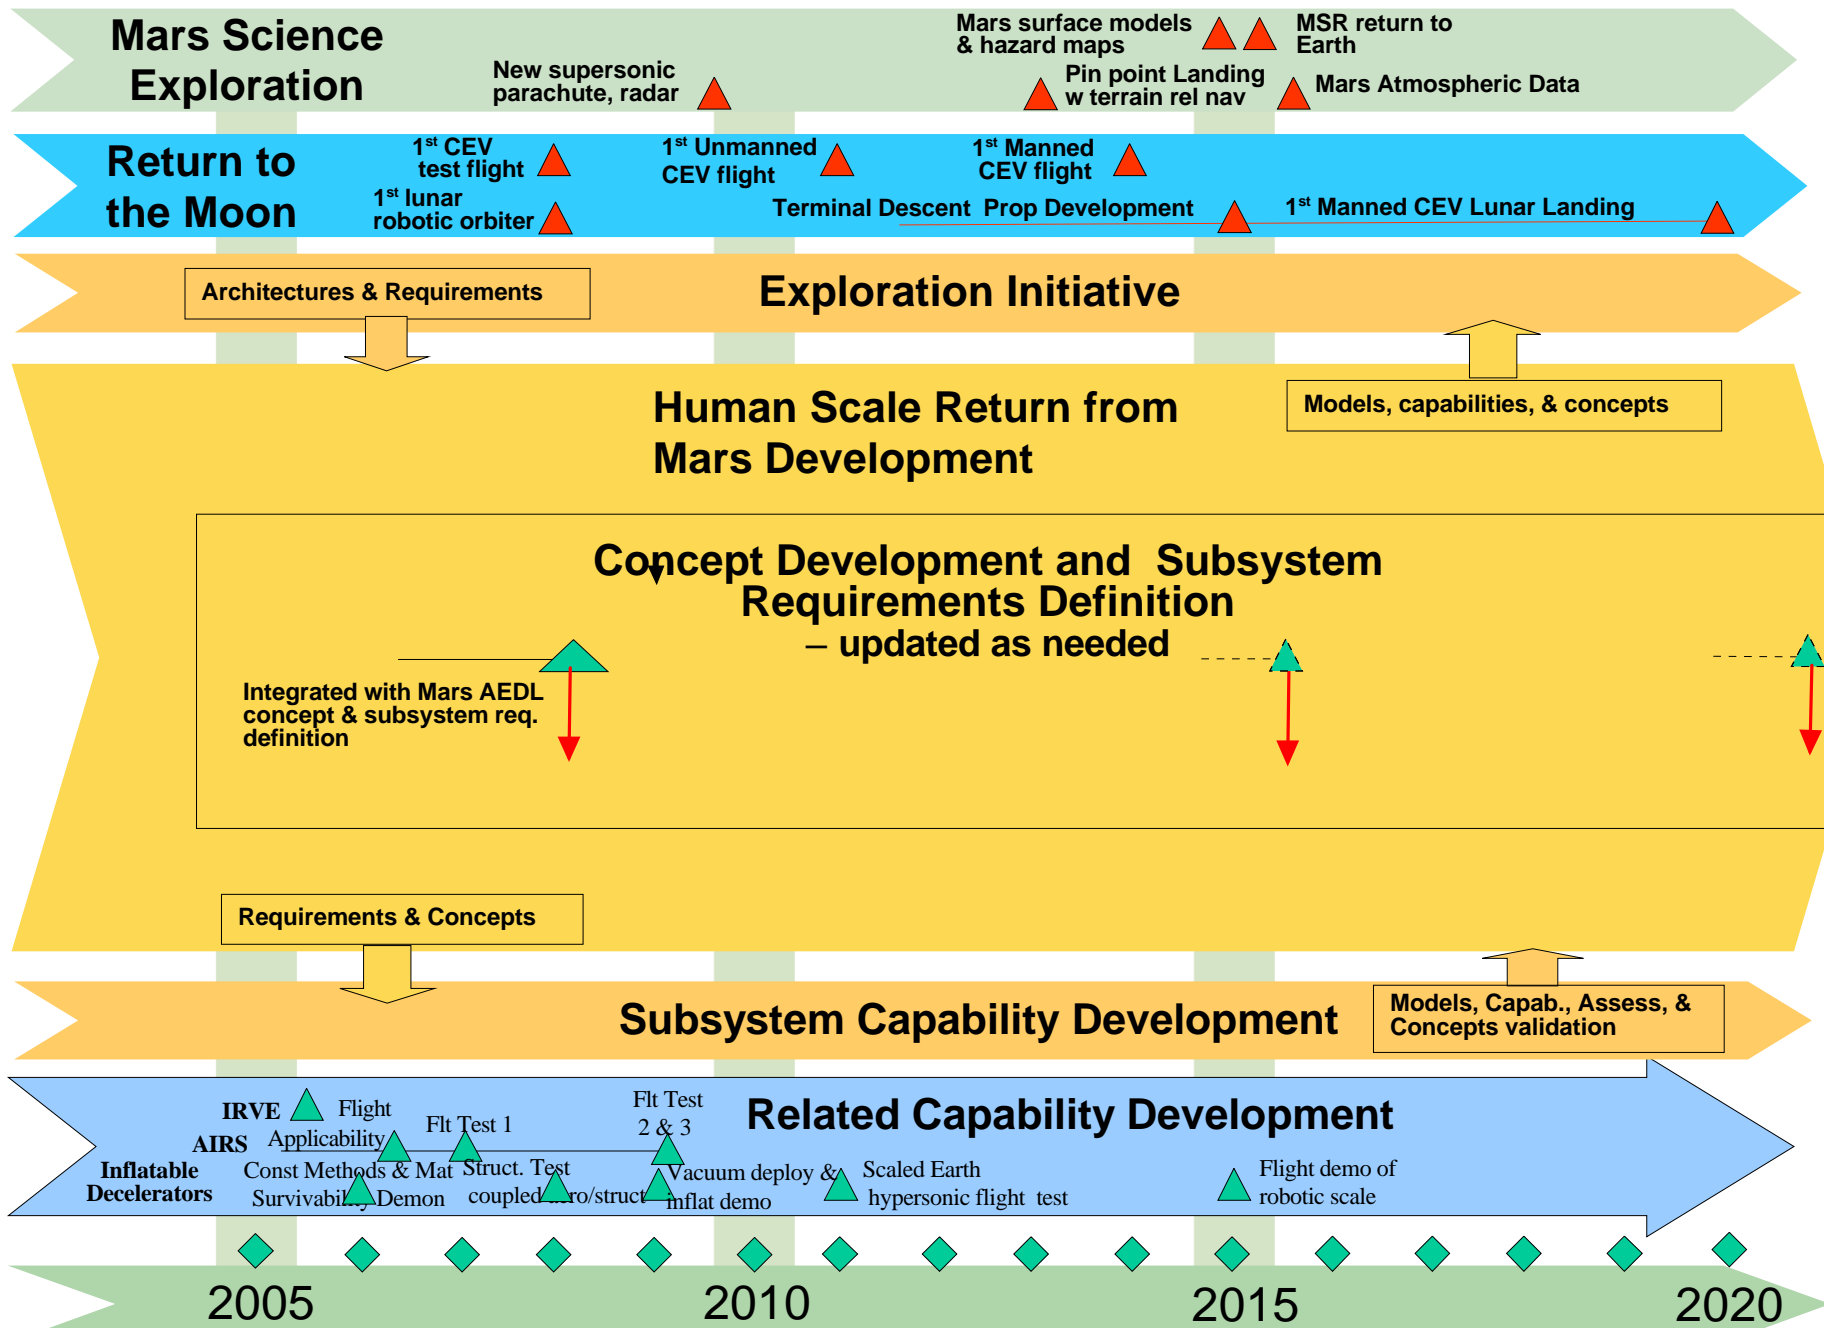 Mars Science
Exploration
New supersonic
parachute, radar
Mars surface models
& hazard maps
MSR return to
Earth
Pin point Landing
w terrain rel nav
Mars Atmospheric Data
Return to
the Moon
1st CEV
test flight
1st lunar
robotic orbiter
1st Unmanned
CEV flight
1st Manned
CEV flight
Terminal Descent Prop Development
1st Manned CEV Lunar Landing
Architectures & Requirements
Exploration Initiative
Human Scale Return from
Mars Development
Models, capabilities, & concepts
Concept Development and Subsystem
Requirements Definition
– updated as needed
Integrated with Mars AEDL
concept & subsystem req.
definition
Requirements & Concepts
Subsystem Capability Development
Models, Capab., Assess, &
Concepts validation
Related Capability Development
IRVE
Flight
AIRS
Applicability
Flt Test 1
Flt Test
2 & 3
Inflatable
Decelerators
Const Methods & Mat
Survivability Demon
Struct. Test
coupled aero/struct
Vacuum deploy &
inflat demo
Scaled Earth
hypersonic flight test
Flight demo of
robotic scale
2005
2010
2015
2020